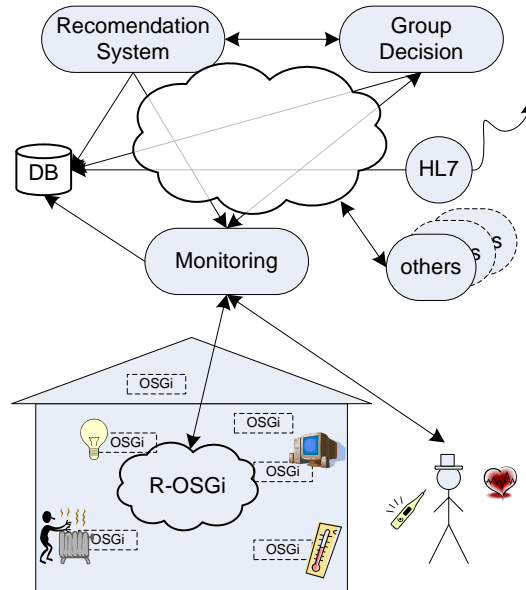 Recomendation
System
Group
Decision
DB
HL7
Monitoring
others
s
s
OSGi
OSGi
OSGi
OSGi
R-OSGi
OSGi
OSGi